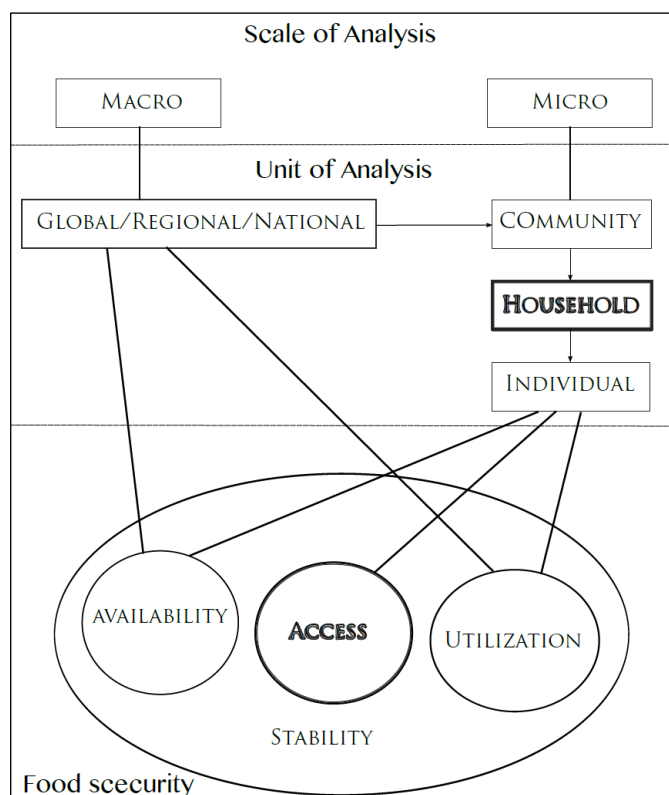 Scale of Analysis
MACRO
MICRO
Unit of Analysis
GLOBAL/REGIONAL/NATIONAL
COMMUNITY
HOUSEHOLD
INDIVIDUAL
AVAILABILITY
ACCESS
UTILIZATION
STABILITY
Food scecurity